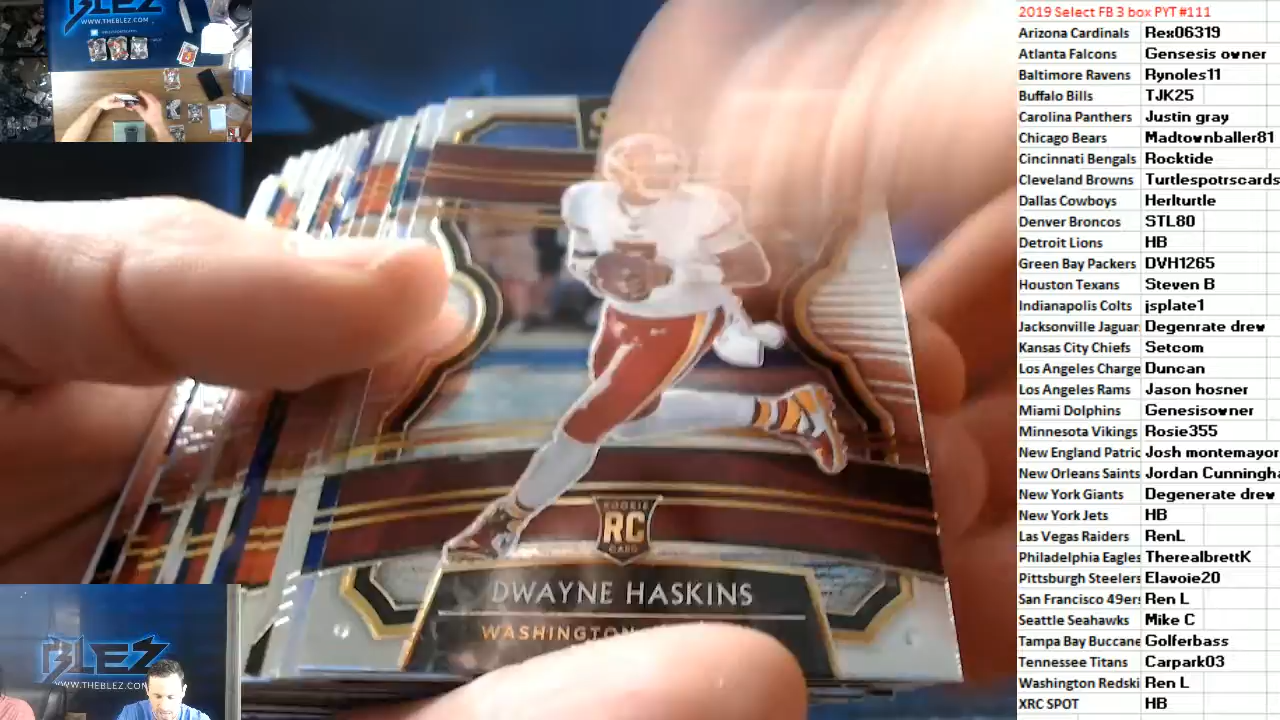 BLEZ
WWW.THEBLEZ.COM
ROOKIE
RC
CARD
DWAYNE HASKINS
WASHINGTON
BLEZ
WWW.THEBLEZ.COM
2019 Select FB 3 box PYT #111
Arizona Cardinals Rex06319
Atlanta Falcons Gensesis owner
Baltimore Ravens Rynoles11
Buffalo Bills TJK25
Carolina Panthers Justin gray
Chicago Bears Madtownballer81
Cincinnati Bengals Rocktide
Cleveland Browns Turtlespotrscards
Dallas Cowboys Herlturtle
Denver Broncos STL80
Detroit Lions HB
Green Bay Packers DVH1265
Houston Texans Steven B
Indianapolis Colts jsplate1
Jacksonville Jaguar Degenrate drew
Kansas City Chiefs Setcom
Los Angeles Charge Duncan
Los Angeles Rams Jason hosner
Miami Dolphins Genesisowner
Minnesota Vikings Rosie355
New England Patric Josh montemayor
New Orleans Saints Jordan Cunningha
New York Giants Degenerate drew
New York Jets HB
Las Vegas Raiders RenL
Philadelphia Eagles TherealbrettK
Pittsburgh Steelers Elavoie20
San Francisco 49ers Ren L
Seattle Seahawks Mike C
Tampa Bay Buccane Golferbass
Tennessee Titans Carpark03
Washington Redski Ren L
XRC SPOT HB